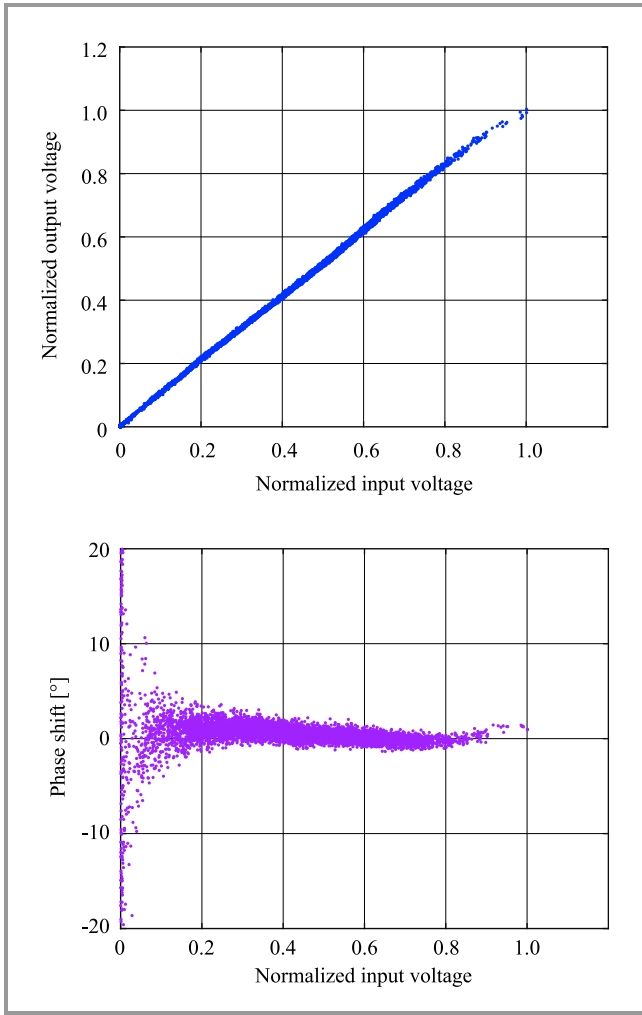 1.2
1.0
0.8
0.6
0.4
0.2
0
Normalized output voltage
0 0.2 0.4 0.6 0.8 1.0
Normalized input voltage
20
10
0
-10
-20
Phase shift [°]
0 0.2 0.4 0.6 0.8 1.0
Normalized input voltage